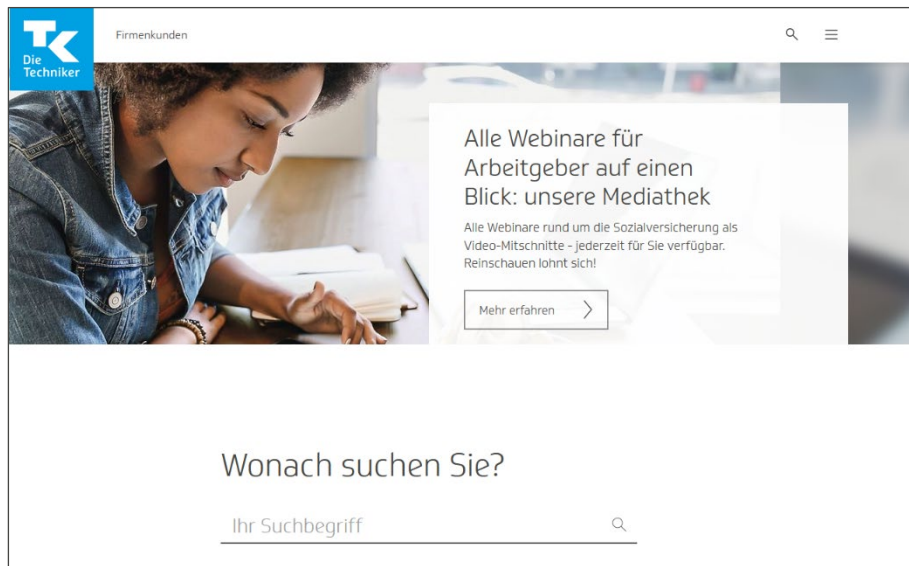 TK
Die
Techniker
Firmenkunden
Alle Webinare für
Arbeitgeber auf einen
Blick: unsere Mediathek
Alle Webinare rund um die Sozialversicherung als
Video-Mitschnitte - jederzeit für Sie verfügbar.
Reinschauen lohnt sich!
Mehr erfahren
Wonach suchen Sie?
Ihr Suchbegriff